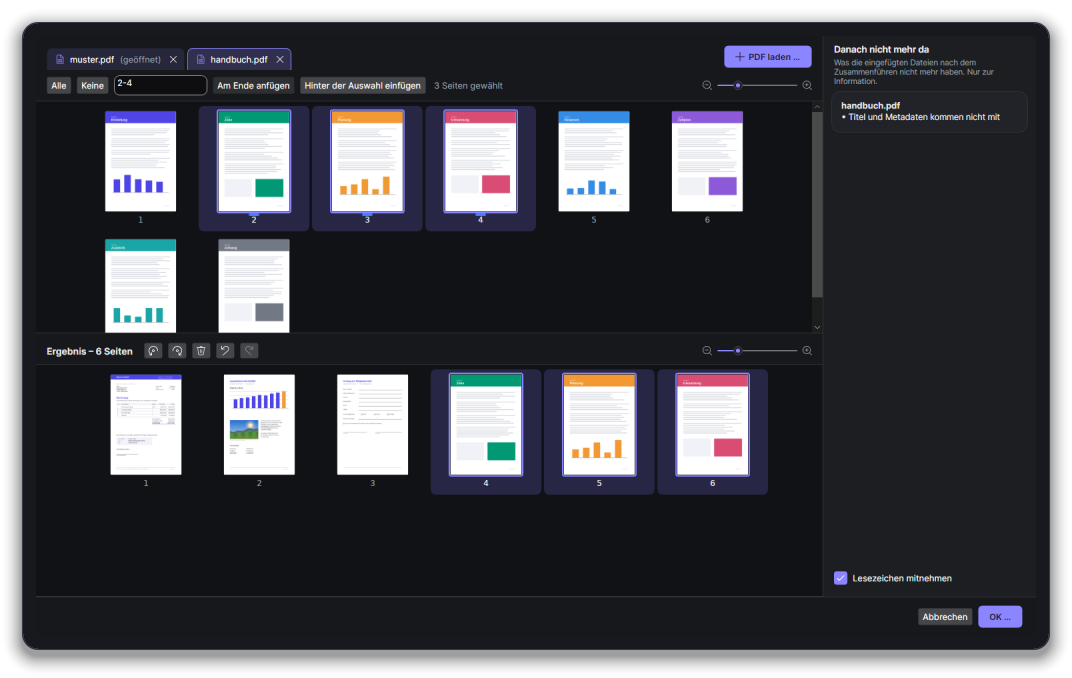 muster.pdf (geöffnet)
handbuch.pdf
PDF laden ...
Alle
Keine
2-4
Am Ende anfügen
Hinter der Auswahl einfügen
3 Seiten gewählt
1
2
3
4
5
6
Ergebnis – 6 Seiten
1
2
3
4
5
6
Danach nicht mehr da
Was die eingefügten Dateien nach dem
Zusammenführen nicht mehr haben. Nur zur
Information.
handbuch.pdf
• Titel und Metadaten kommen nicht mit
Lesezeichen mitnehmen
Abbrechen
OK ...